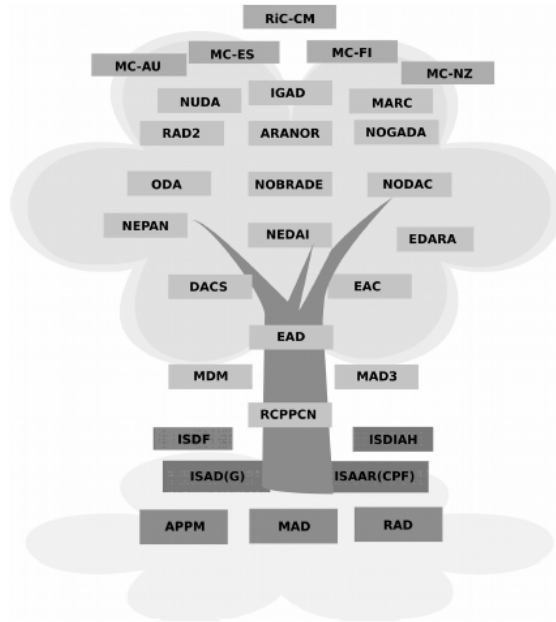 RiC-CM
MC-ES
MC-FI
MC-AU
MC-NZ
NUDA
IGAD
MARC
RAD2
ARANOR
NOGADA
ODA
NOBRADE
NODAC
NEPAN
NEDAI
EDARA
DACS
EAC
EAD
MDM
MAD3
RCPPCN
ISDF
ISDIAH
ISAD(G)
ISAAR(CPF)
APPM
MAD
RAD